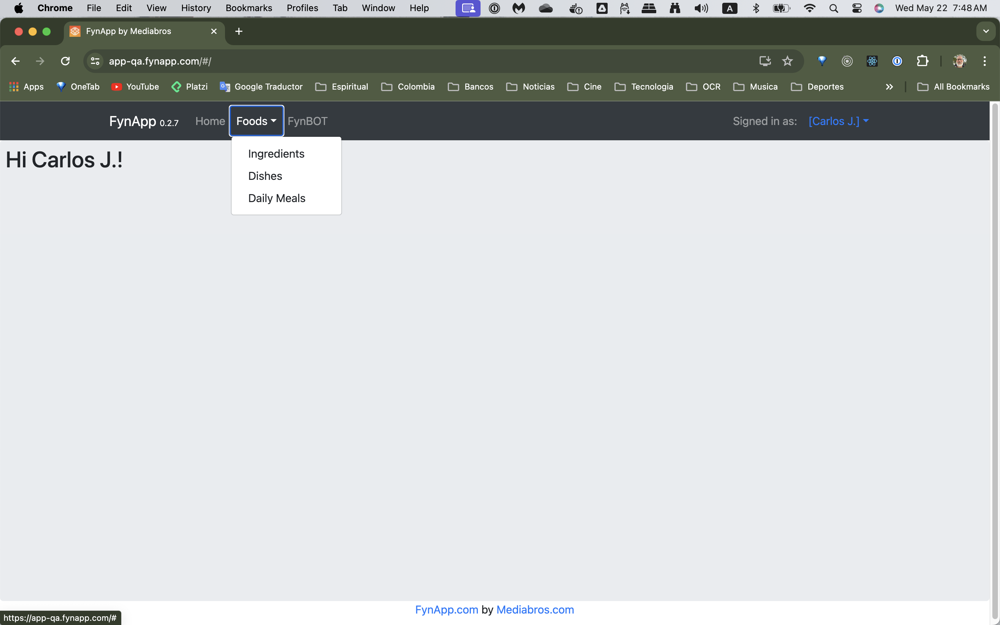 Chrome File Edit View History Bookmarks Profiles Tab Window Help A Wed May 22 7:48 AM
FynApp by Mediabros
app-qa.fynapp.com/#/
Apps OneTab YouTube Platzi Google Traductor Espiritual Colombia Bancos Noticias Cine Tecnologia OCR Musica Deportes All Bookmarks
FynApp 0.2.7 Home Foods FynBOT Signed in as: [Carlos J.]
Ingredients
Hi Carlos J.!
Dishes
Daily Meals
FynApp.com by Mediabros.com
https://app-qa.fynapp.com/#